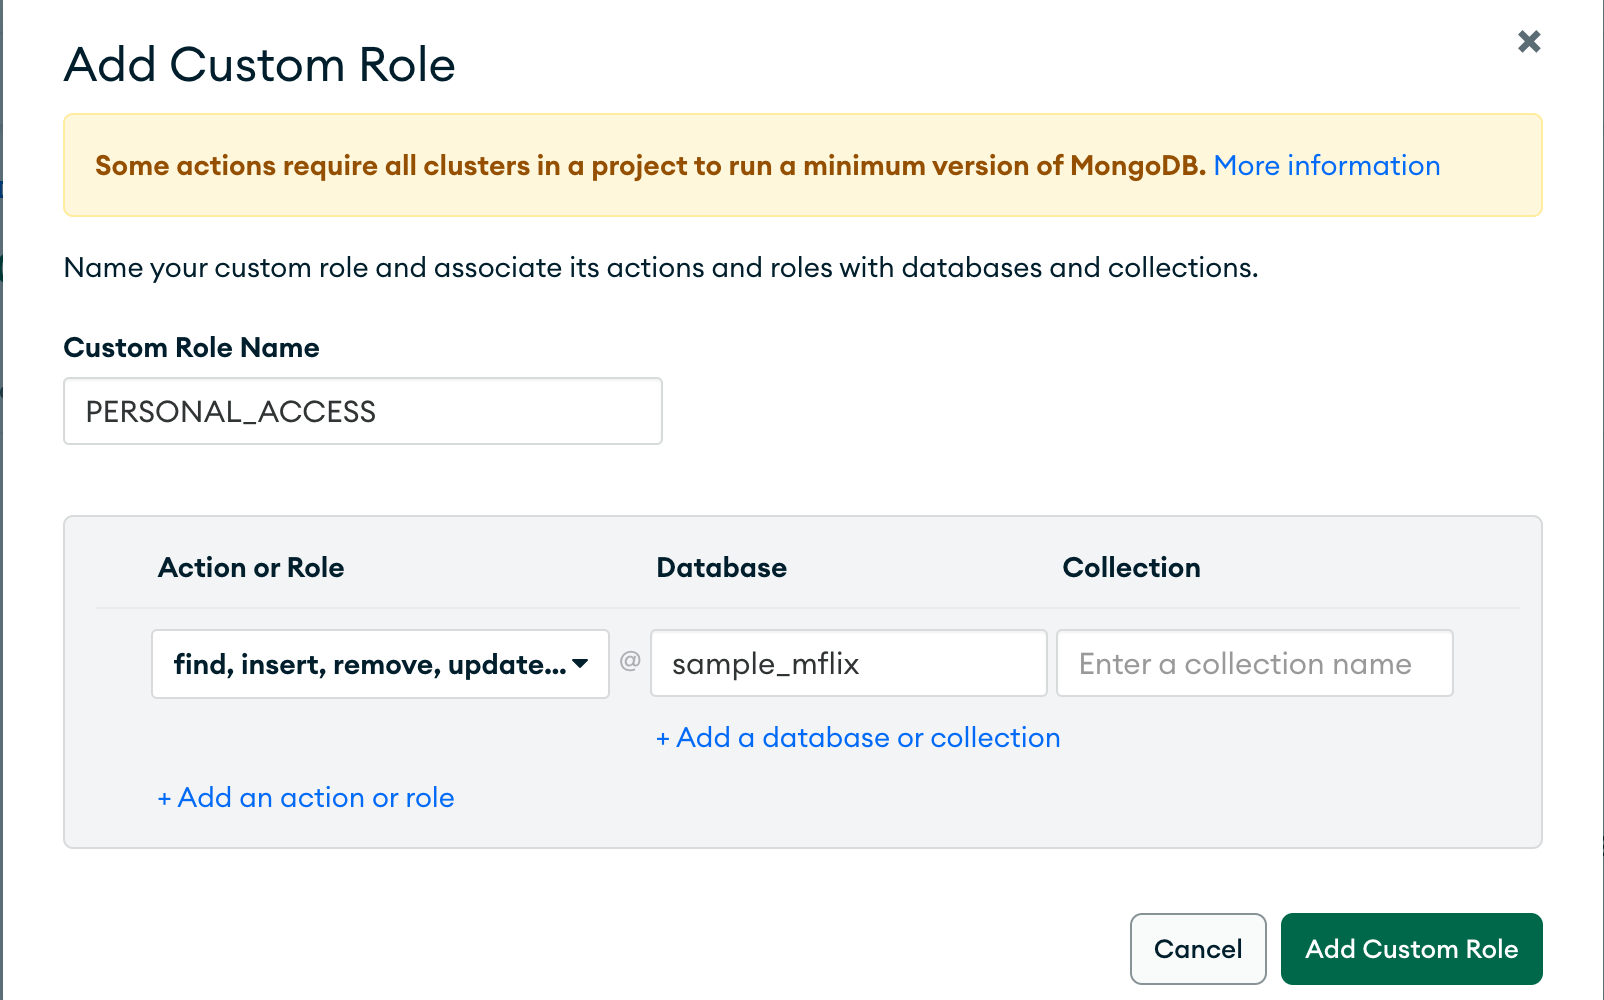 Add Custom Role
Some actions require all clusters in a project to run a minimum version of MongoDB. More information
Name your custom role and associate its actions and roles with databases and collections.
Custom Role Name
PERSONAL_ACCESS
Action or Role Database Collection
find, insert, remove, update... @ sample_mflix Enter a collection name
+ Add a database or collection
+ Add an action or role
Cancel Add Custom Role